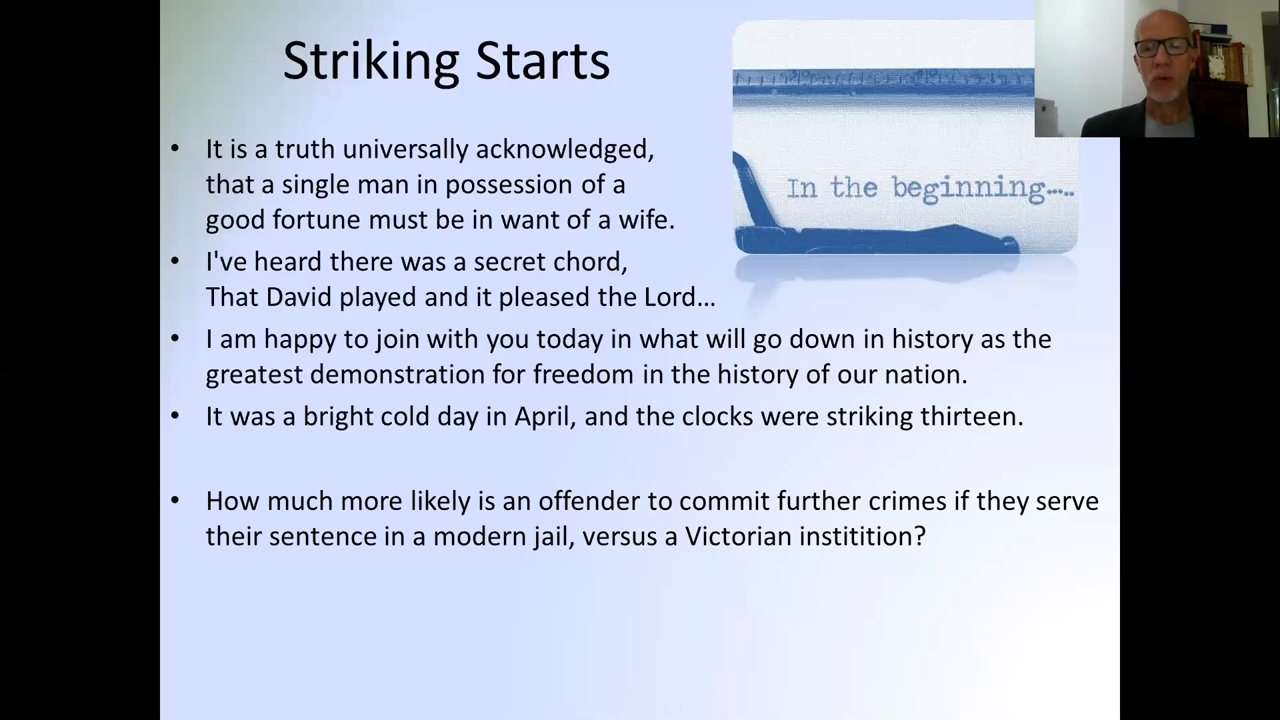 Striking Starts
In the beginning.....
• It is a truth universally acknowledged,
that a single man in possession of a
good fortune must be in want of a wife.
• I've heard there was a secret chord,
That David played and it pleased the Lord…
• I am happy to join with you today in what will go down in history as the
greatest demonstration for freedom in the history of our nation.
• It was a bright cold day in April, and the clocks were striking thirteen.
• How much more likely is an offender to commit further crimes if they serve
their sentence in a modern jail, versus a Victorian institition?